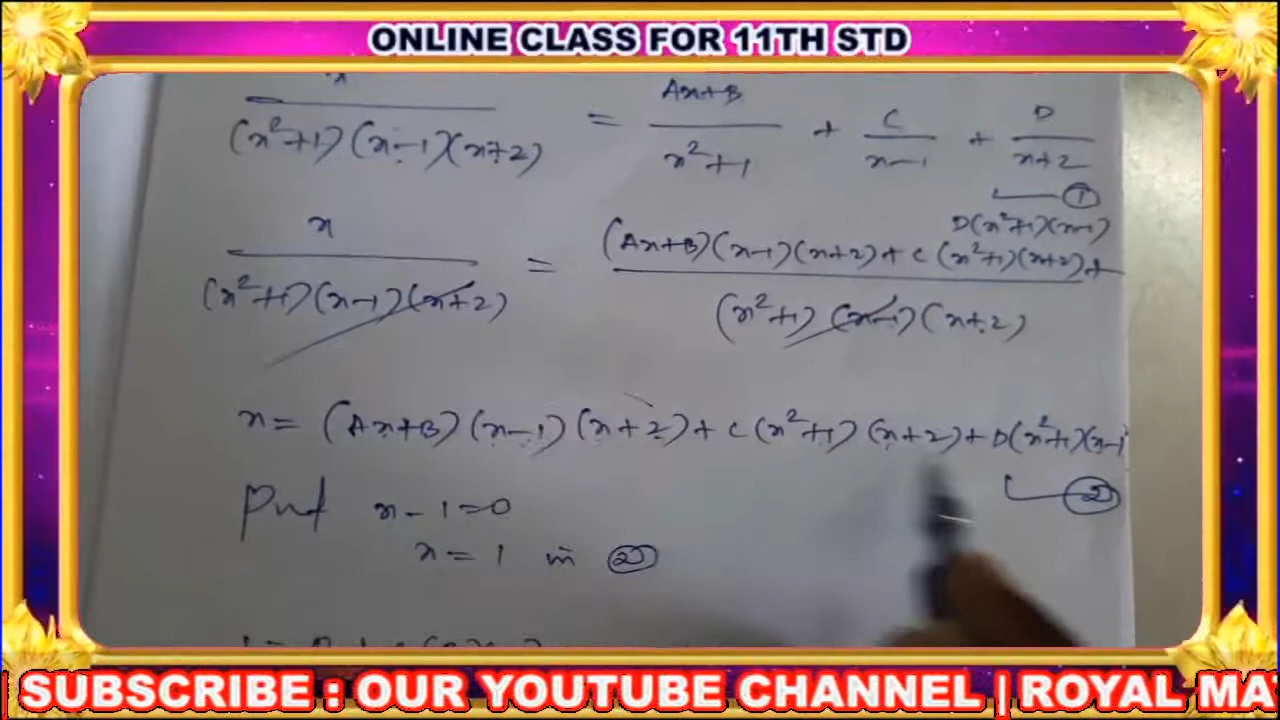 ONLINE CLASS FOR 11TH STD
x / (x²+1)(x-1)(x+2) = Ax+B / x²+1 + C / x-1 + D / x+2
①
D(x²+1)(x-1)
x / (x²+1)(x-1)(x+2) = (Ax+B)(x-1)(x+2) + C(x²+1)(x+2) + / (x²+1)(x-1)(x+2)
x = (Ax+B)(x-1)(x+2) + C(x²+1)(x+2) + D(x²+1)(x-1
②
Put x-1=0
x = 1 in ②
SUBSCRIBE : OUR YOUTUBE CHANNEL | ROYAL MA